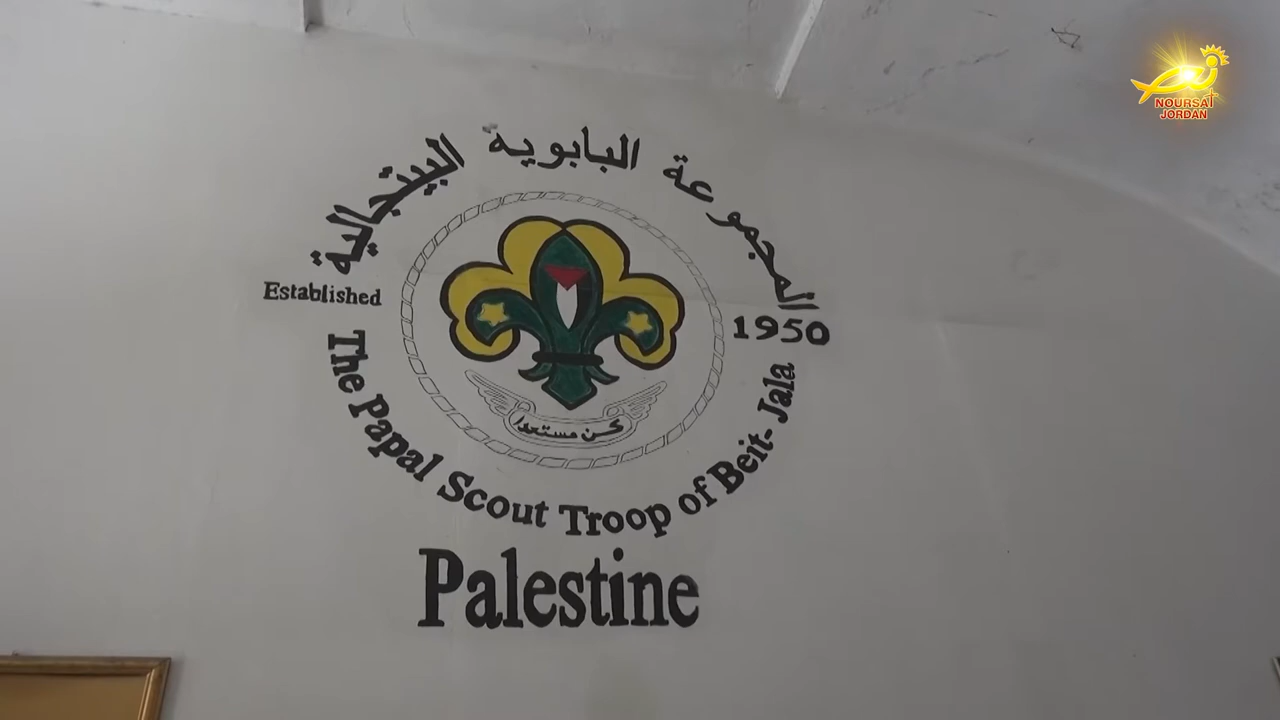 المجموعة البابوية البيتجالية
Established
1950
كن مستعدا
The Papal Scout Troop of Beit-Jala
Palestine
NOURSAT
JORDAN